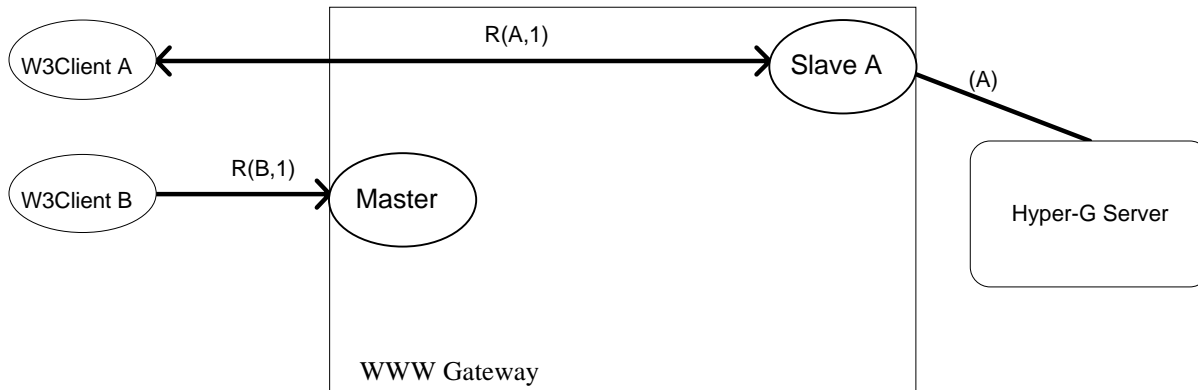 R(A,1)
W3Client A
Slave A
(A)
R(B,1)
W3Client B
Master
Hyper-G Server
WWW Gateway